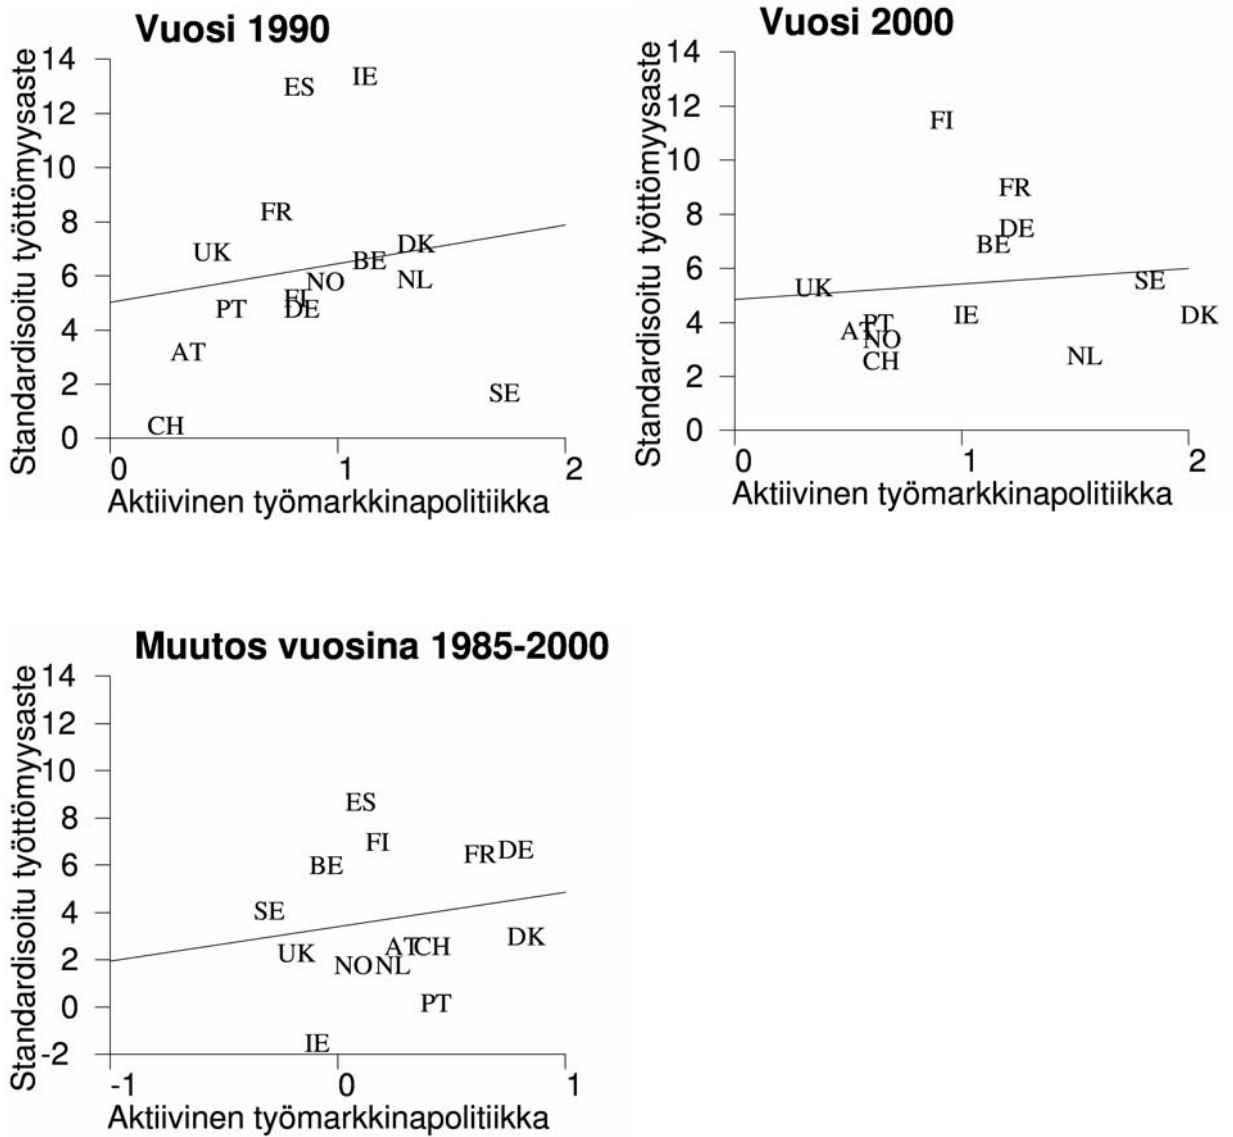 Vuosi 1990
Standardisoitu työttömyysaste
14
12
10
8
6
4
2
0
ES
IE
FR
UK
DK
BE
NO
NL
FI
PT
DE
AT
SE
CH
0 1 2
Aktiivinen työmarkkinapolitiikka
Vuosi 2000
Standardisoitu työttömyysaste
14
12
10
8
6
4
2
0
FI
FR
DE
BE
UK
SE
IE
DK
PT
AT
NO
NL
CH
0 1 2
Aktiivinen työmarkkinapolitiikka
Muutos vuosina 1985-2000
Standardisoitu työttömyysaste
14
12
10
8
6
4
2
0
-2
ES
FI
FR DE
BE
SE
DK
UK
AT CH
NO NL
PT
IE
-1 0 1
Aktiivinen työmarkkinapolitiikka